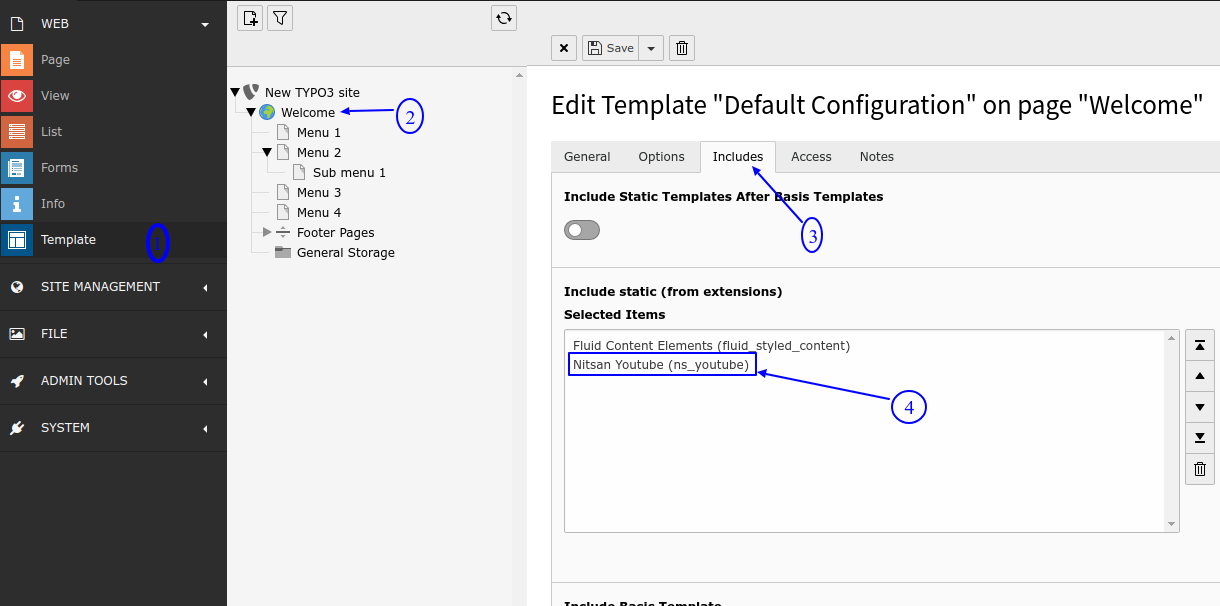 WEB
Page
View
List
Forms
Info
Template
1
SITE MANAGEMENT
FILE
ADMIN TOOLS
SYSTEM
New TYPO3 site
Welcome
2
Menu 1
Menu 2
Sub menu 1
Menu 3
Menu 4
Footer Pages
General Storage
Save
Edit Template "Default Configuration" on page "Welcome"
General Options Includes Access Notes
Include Static Templates After Basis Templates
3
Include static (from extensions)
Selected Items
Fluid Content Elements (fluid_styled_content)
Nitsan Youtube (ns_youtube)
4
Include Basis Template